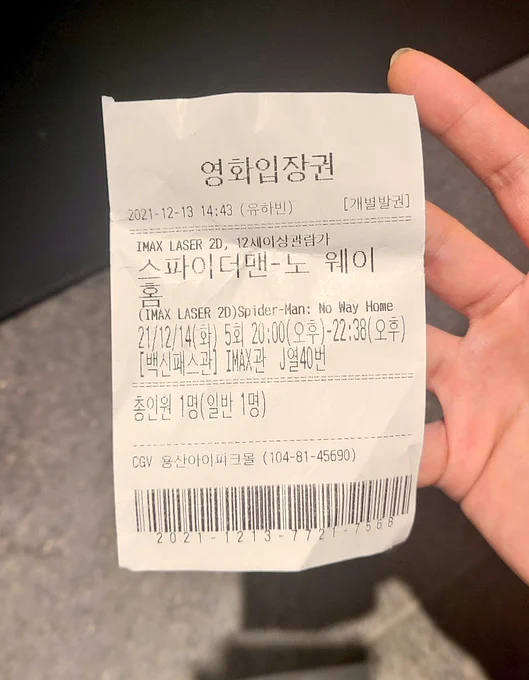 영화입장권
2021-12-13 14:43 (유하빈) [개별발권]
IMAX LASER 2D, 12세이상관람가
스파이더맨-노 웨이
홈
(IMAX LASER 2D)Spider-Man: No Way Home
21/12/14(화) 5회 20:00(오후)-22:38(오후)
[백신패스관] IMAX관 J열40번
총인원 1명(일반 1명)
CGV 용산아이파크몰 (104-81-45690)
2021-1213-7721-7568